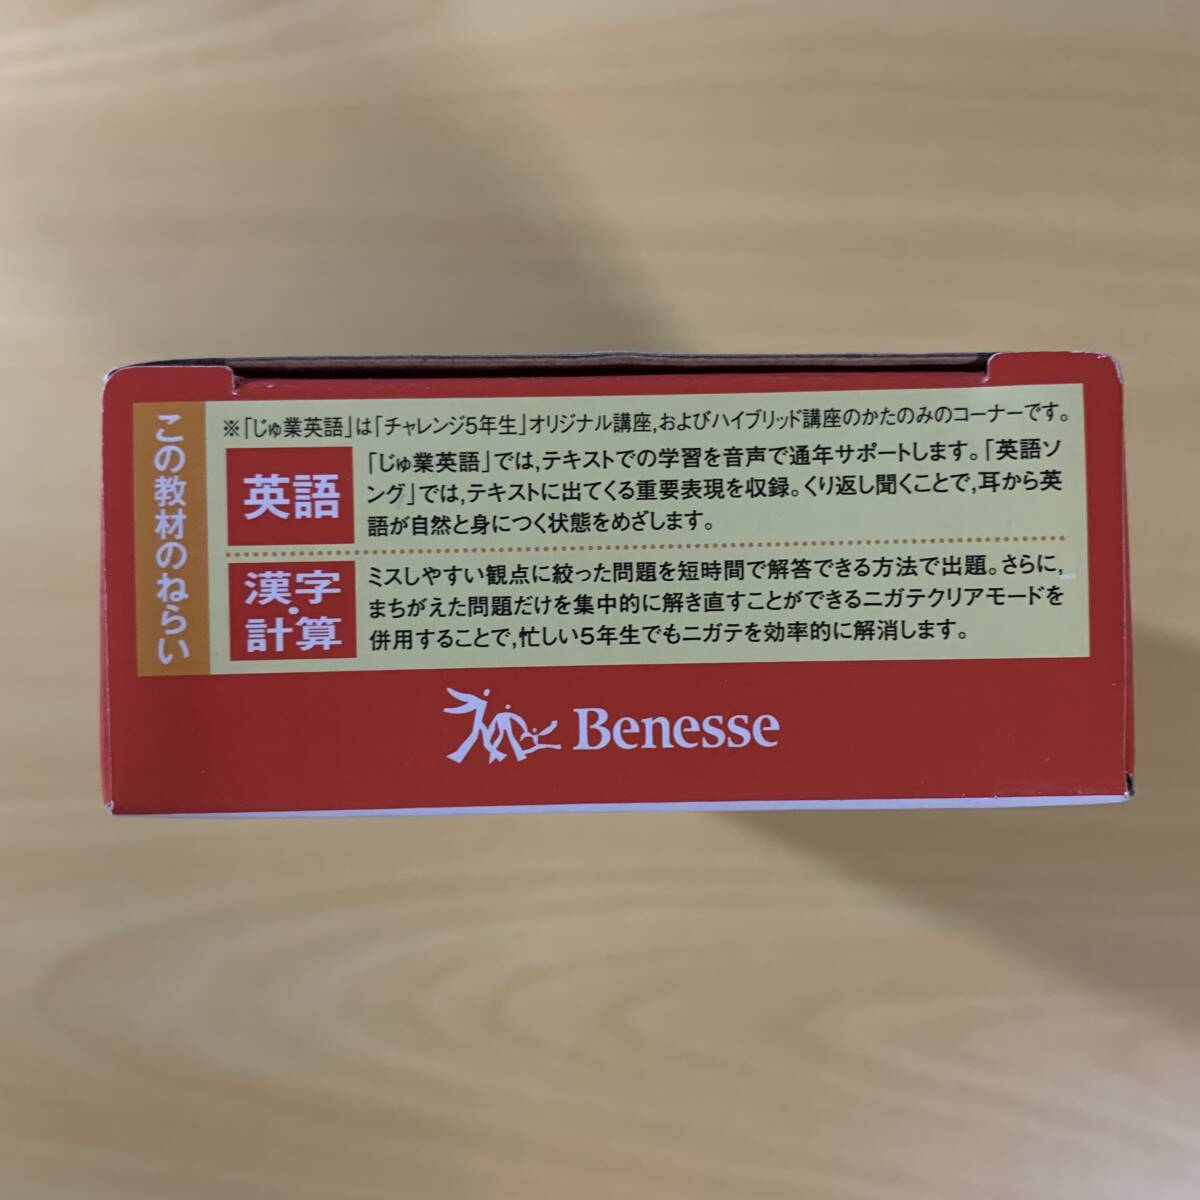 この教材のねらい
※「じゅ業英語」は「チャレンジ5年生」オリジナル講座,およびハイブリッド講座のかたのみのコーナーです。
英語
「じゅ業英語」では,テキストでの学習を音声で通年サポートします。「英語ソ
ング」では,テキストに出てくる重要表現を収録。くり返し聞くことで,耳から英
語が自然と身につく状態をめざします。
漢字・
計算
ミスしやすい観点に絞った問題を短時間で解答できる方法で出題。さらに,
まちがえた問題だけを集中的に解き直すことができるニガテクリアモードを
併用することで,忙しい5年生でもニガテを効率的に解消します。
Benesse